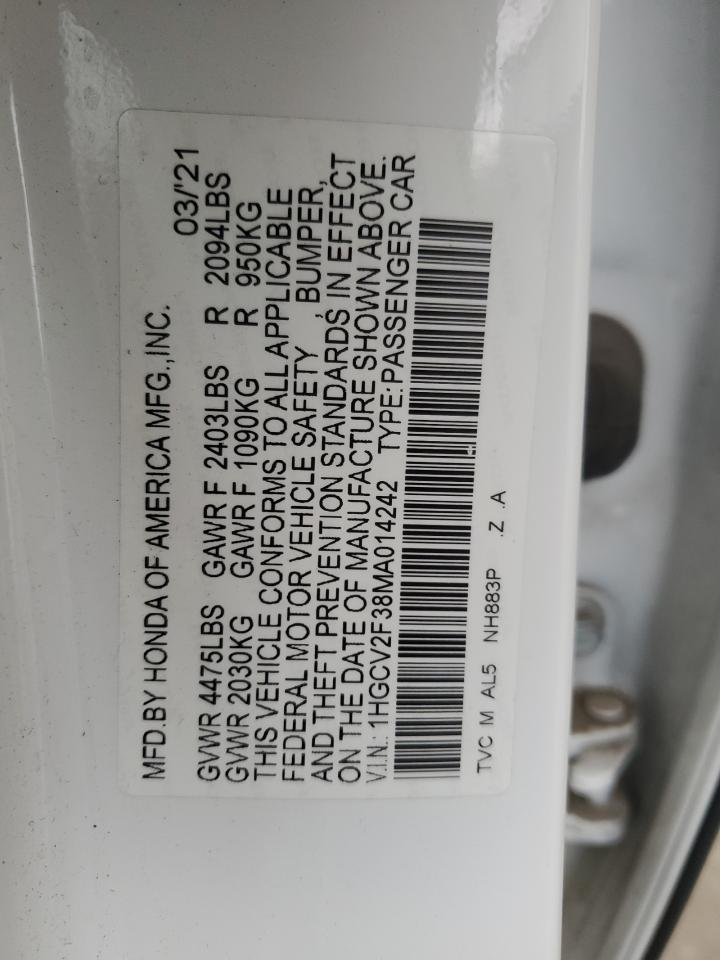 MFD.BY HONDA OF AMERICA MFG.,INC. 03/'21
GVWR 4475LBS GAWR F 2403LBS R 2094LBS
GVWR 2030KG GAWR F 1090KG R 950KG
THIS VEHICLE CONFORMS TO ALL APPLICABLE
FEDERAL MOTOR VEHICLE SAFETY, BUMPER,
AND THEFT PREVENTION STANDARDS, IN EFFECT
ON THE DATE OF MANUFACTURE SHOWN ABOVE.
V.I.N.: 1HGCV2F38MA014242 TYPE:PASSENGER CAR
TVC M AL5 NH883P .Z .A